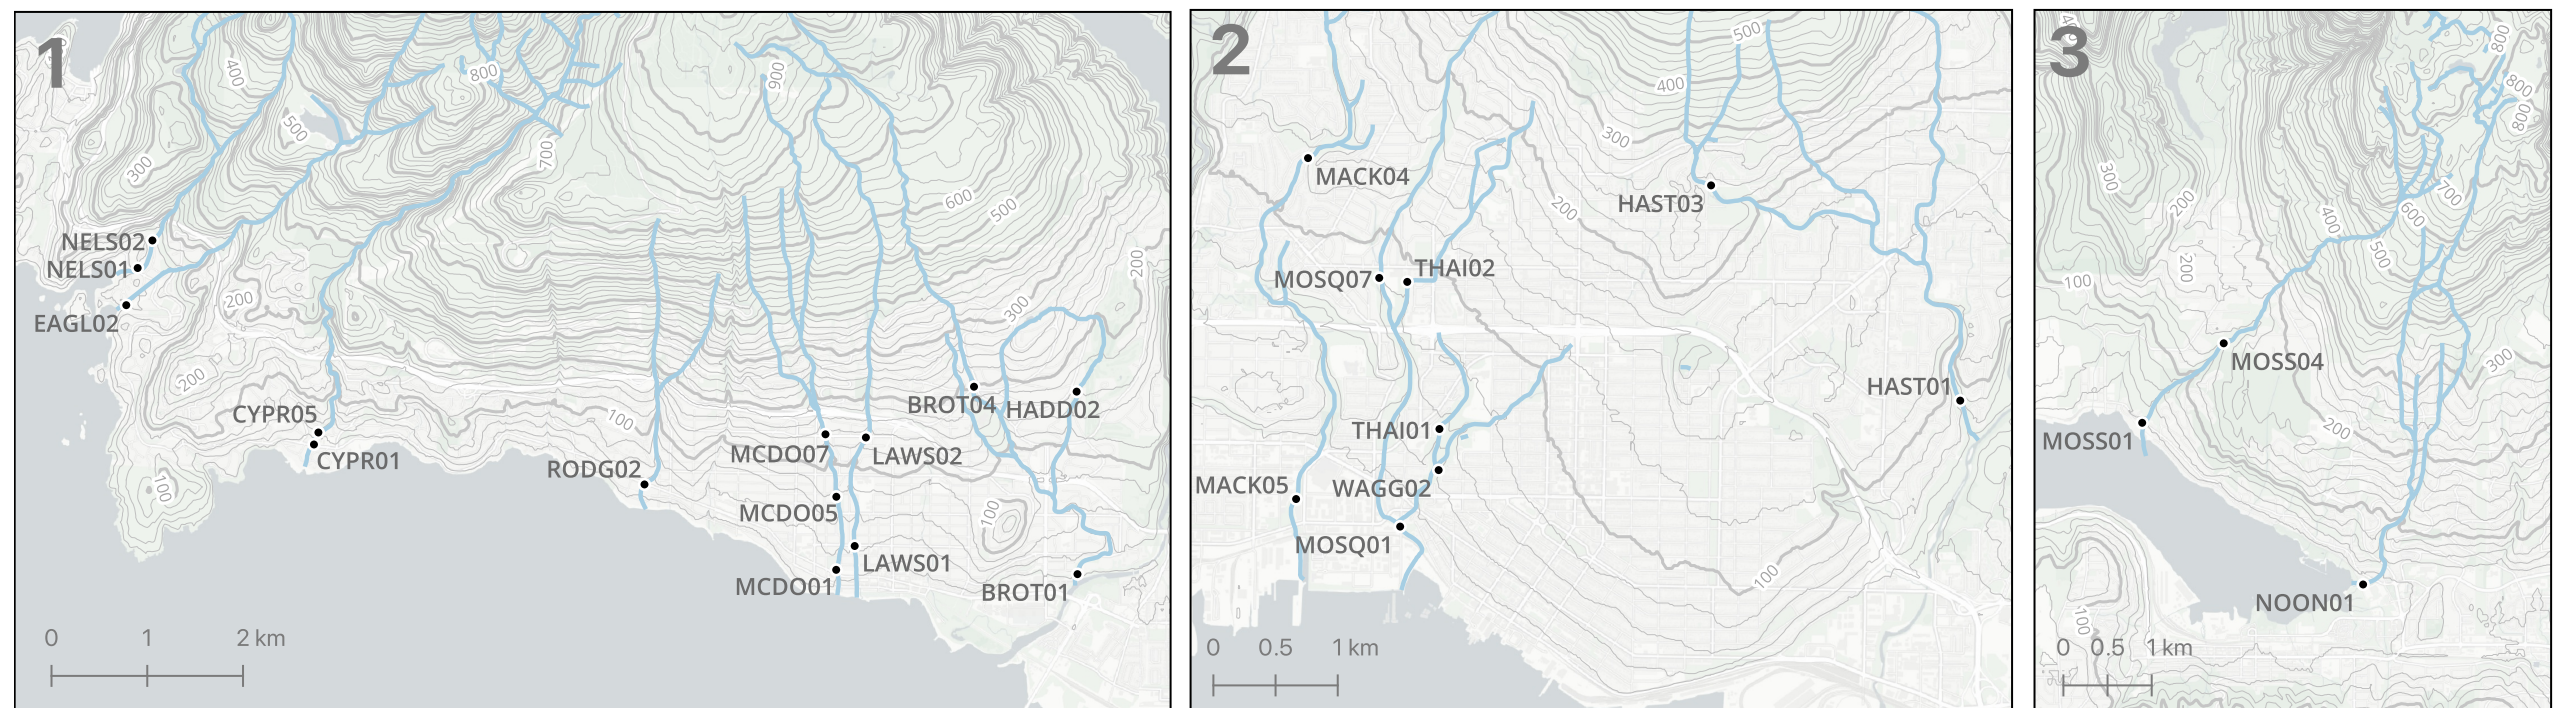 1
400
800
900
500
700
300
600
500
NELS02
NELS01
EAGL02
200
200
200
300
CYPR05
CYPR01
100
100
RODG02
MCDO07
LAWS02
BROT04
HADD02
MCDO05
100
LAWS01
MCDO01
BROT01
0 1 2 km
2
500
400
300
MACK04
HAST03
200
MOSQ07
THAI02
HAST01
THAI01
MACK05
WAGG02
MOSQ01
100
0 0.5 1 km
3
800
800
800
300
200
700
600
400
500
200
100
MOSS04
300
MOSS01
200
NOON01
100
0 0.5 1 km